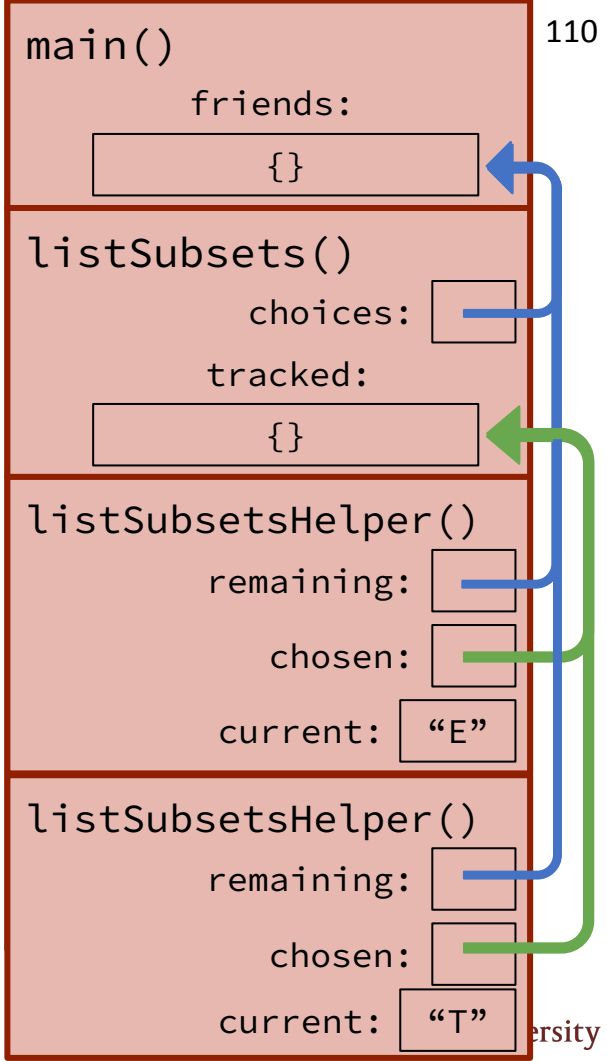 110
main()
friends:
{}
listSubsets()
choices:
tracked:
{}
listSubsetsHelper()
remaining:
chosen:
current: “E”
listSubsetsHelper()
remaining:
chosen:
current: “T”
ersity